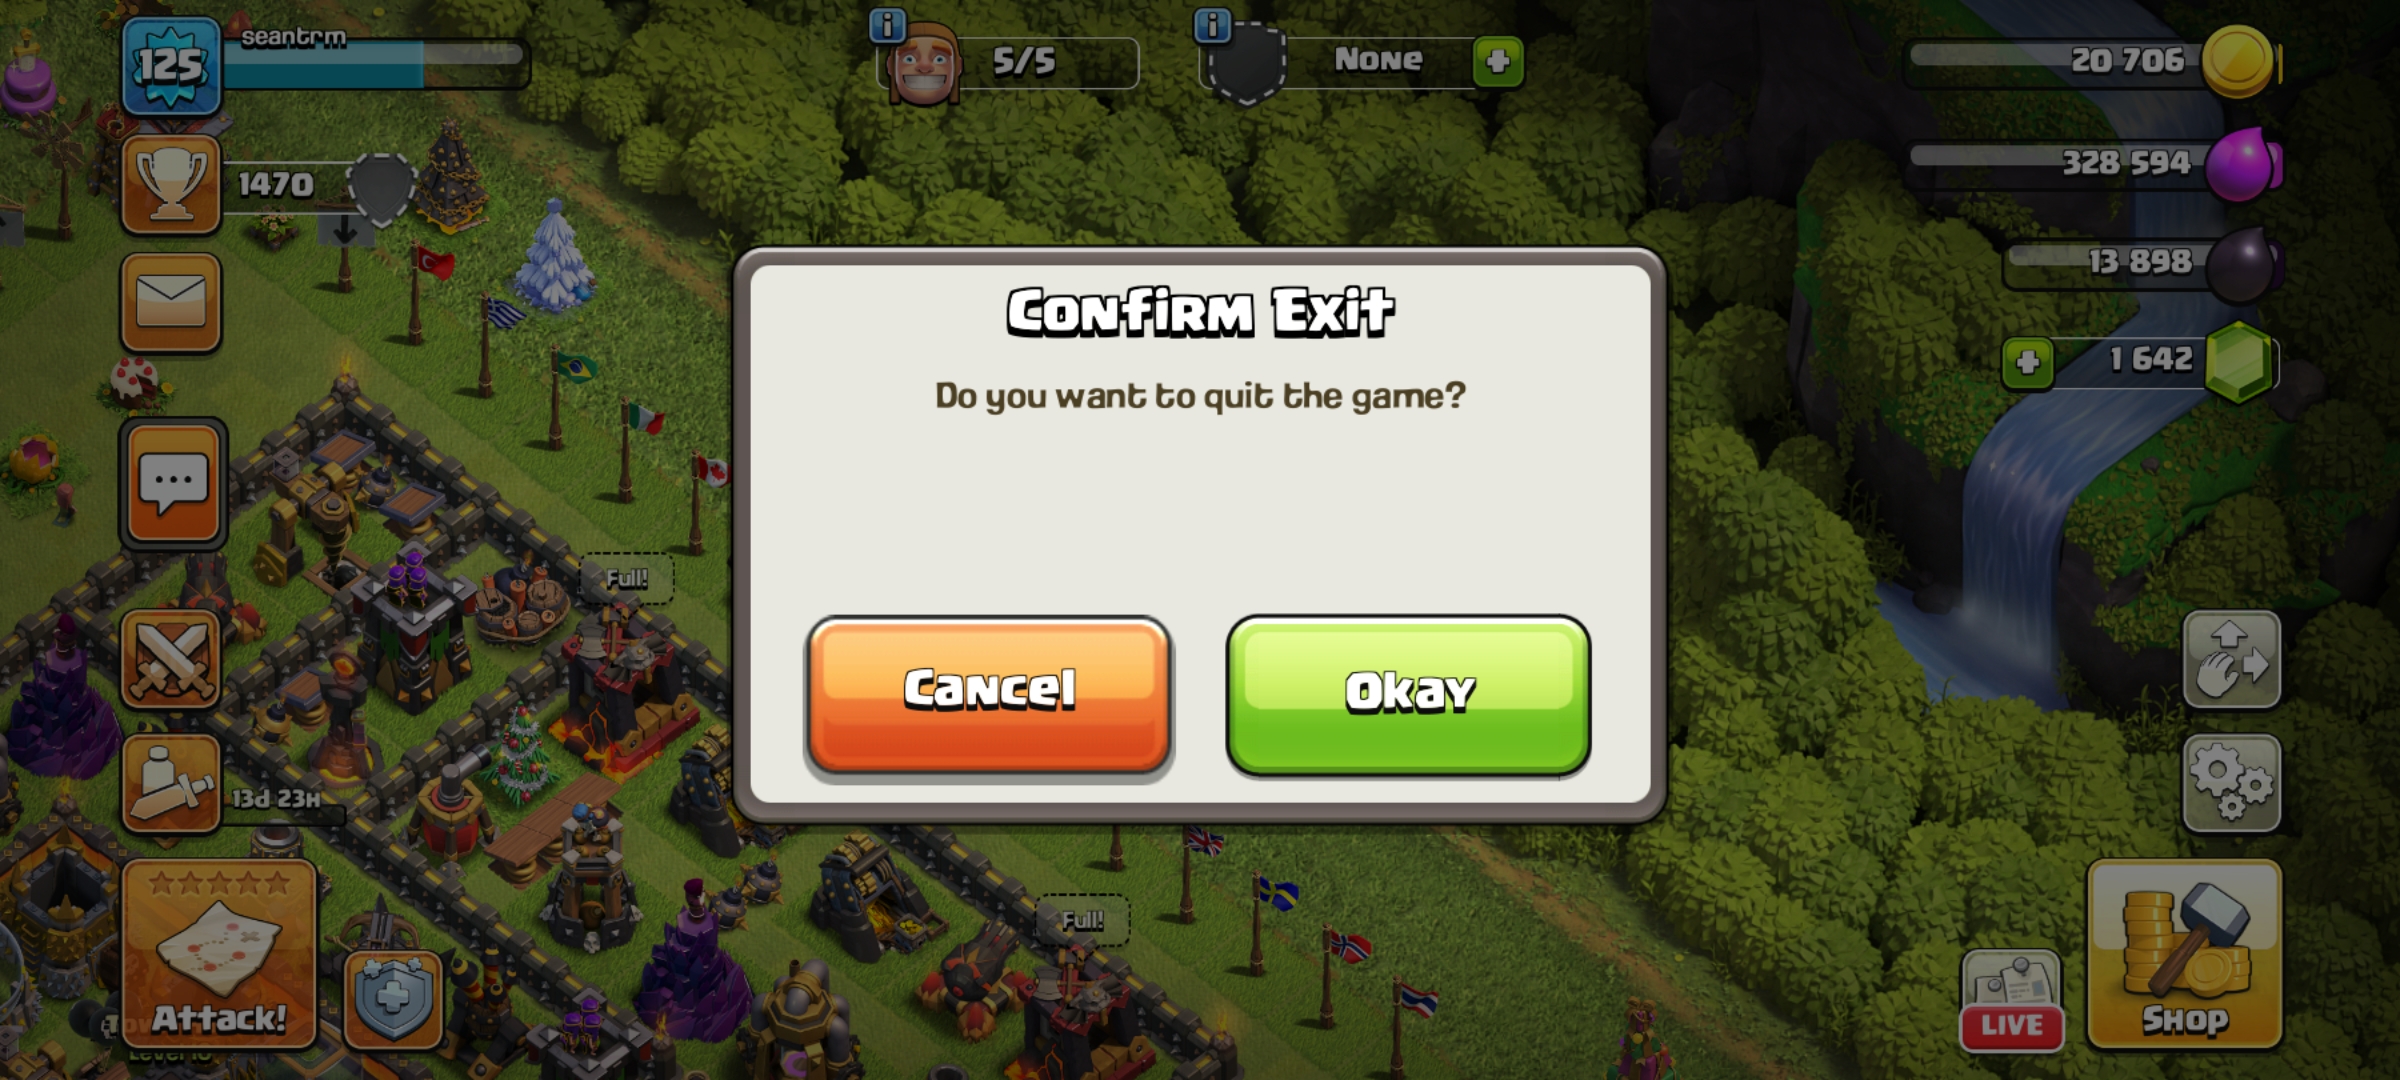 125
seantrm
5/5
None
20 706
1470
328 594
13 898
1 642
Confirm Exit
Do you want to quit the game?
Full!
Cancel
Okay
13d 23h
Full!
Attack!
LIVE
Shop